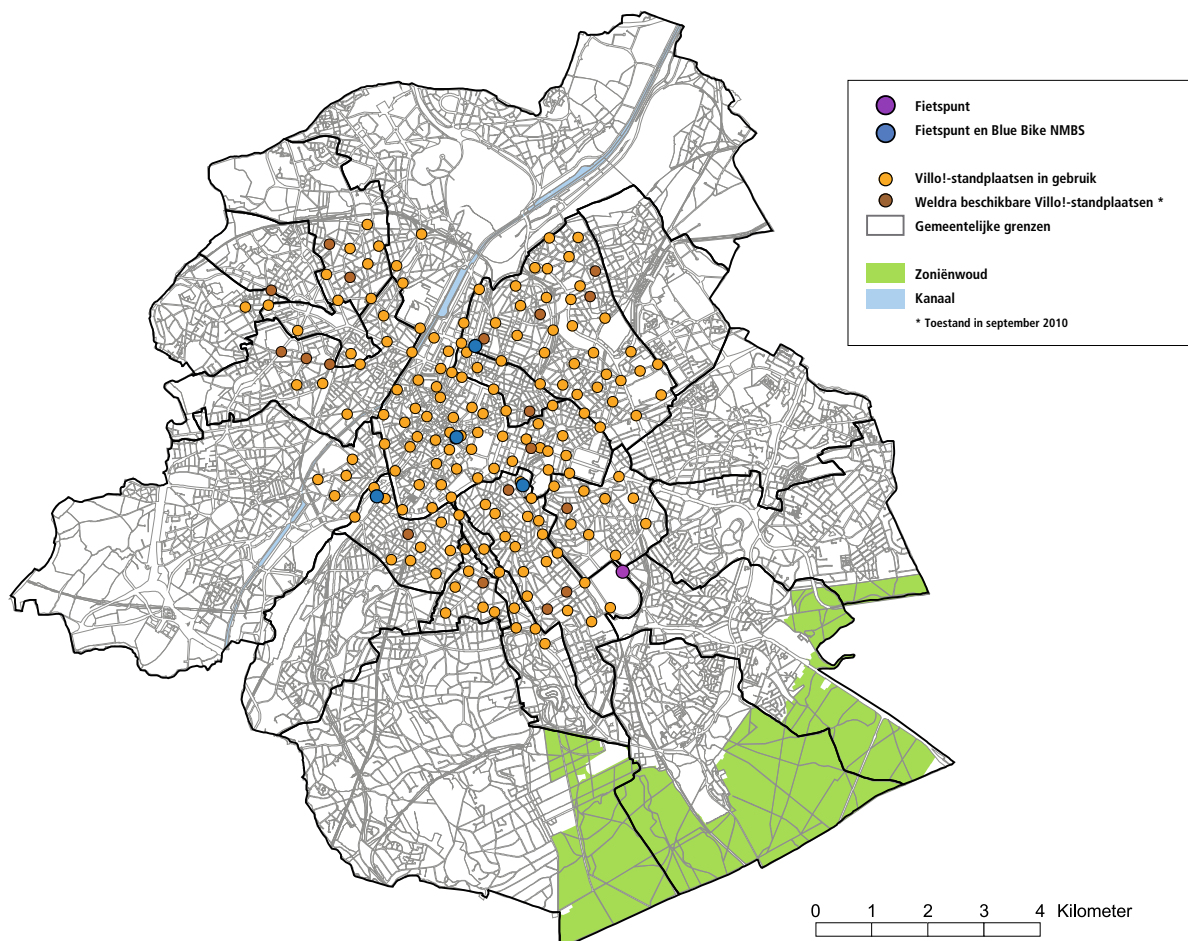 Fietspunt
Fietspunt en Blue Bike NMBS
Villo!-standplaatsen in gebruik
Weldra beschikbare Villo!-standplaatsen *
Gemeentelijke grenzen
Zoniënwoud
Kanaal
* Toestand in september 2010
0 1 2 3 4 Kilometer